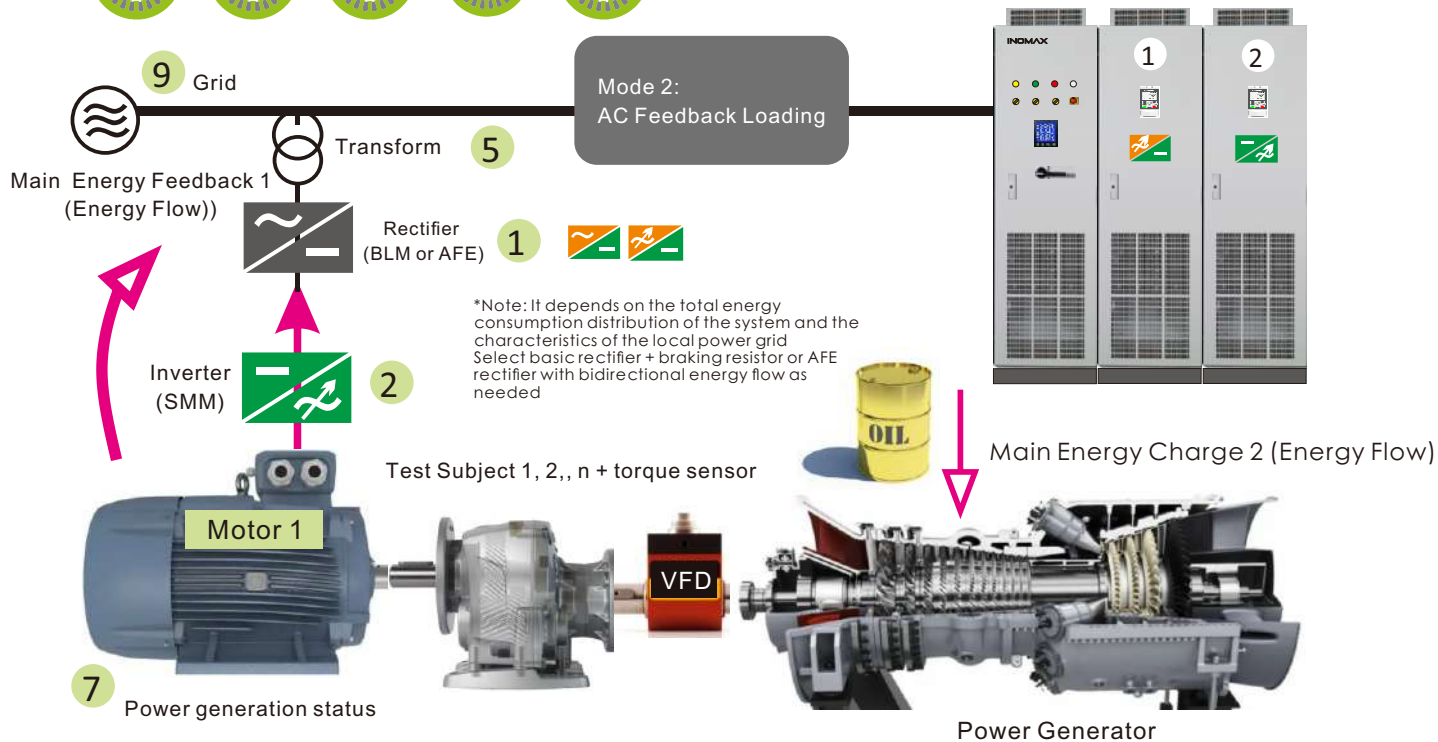 INOMAX
1
2
9
Grid
Mode 2:
AC Feedback Loading
Transform
5
Main Energy Feedback 1
(Energy Flow))
Rectifier
(BLM or AFE)
1
*Note: It depends on the total energy
consumption distribution of the system and the
characteristics of the local power grid
Select basic rectifier + braking resistor or AFE
rectifier with bidirectional energy flow as
needed
Inverter
(SMM)
2
OIL
Main Energy Charge 2 (Energy Flow)
Test Subject 1, 2,, n + torque sensor
Motor 1
VFD
7
Power generation status
Power Generator